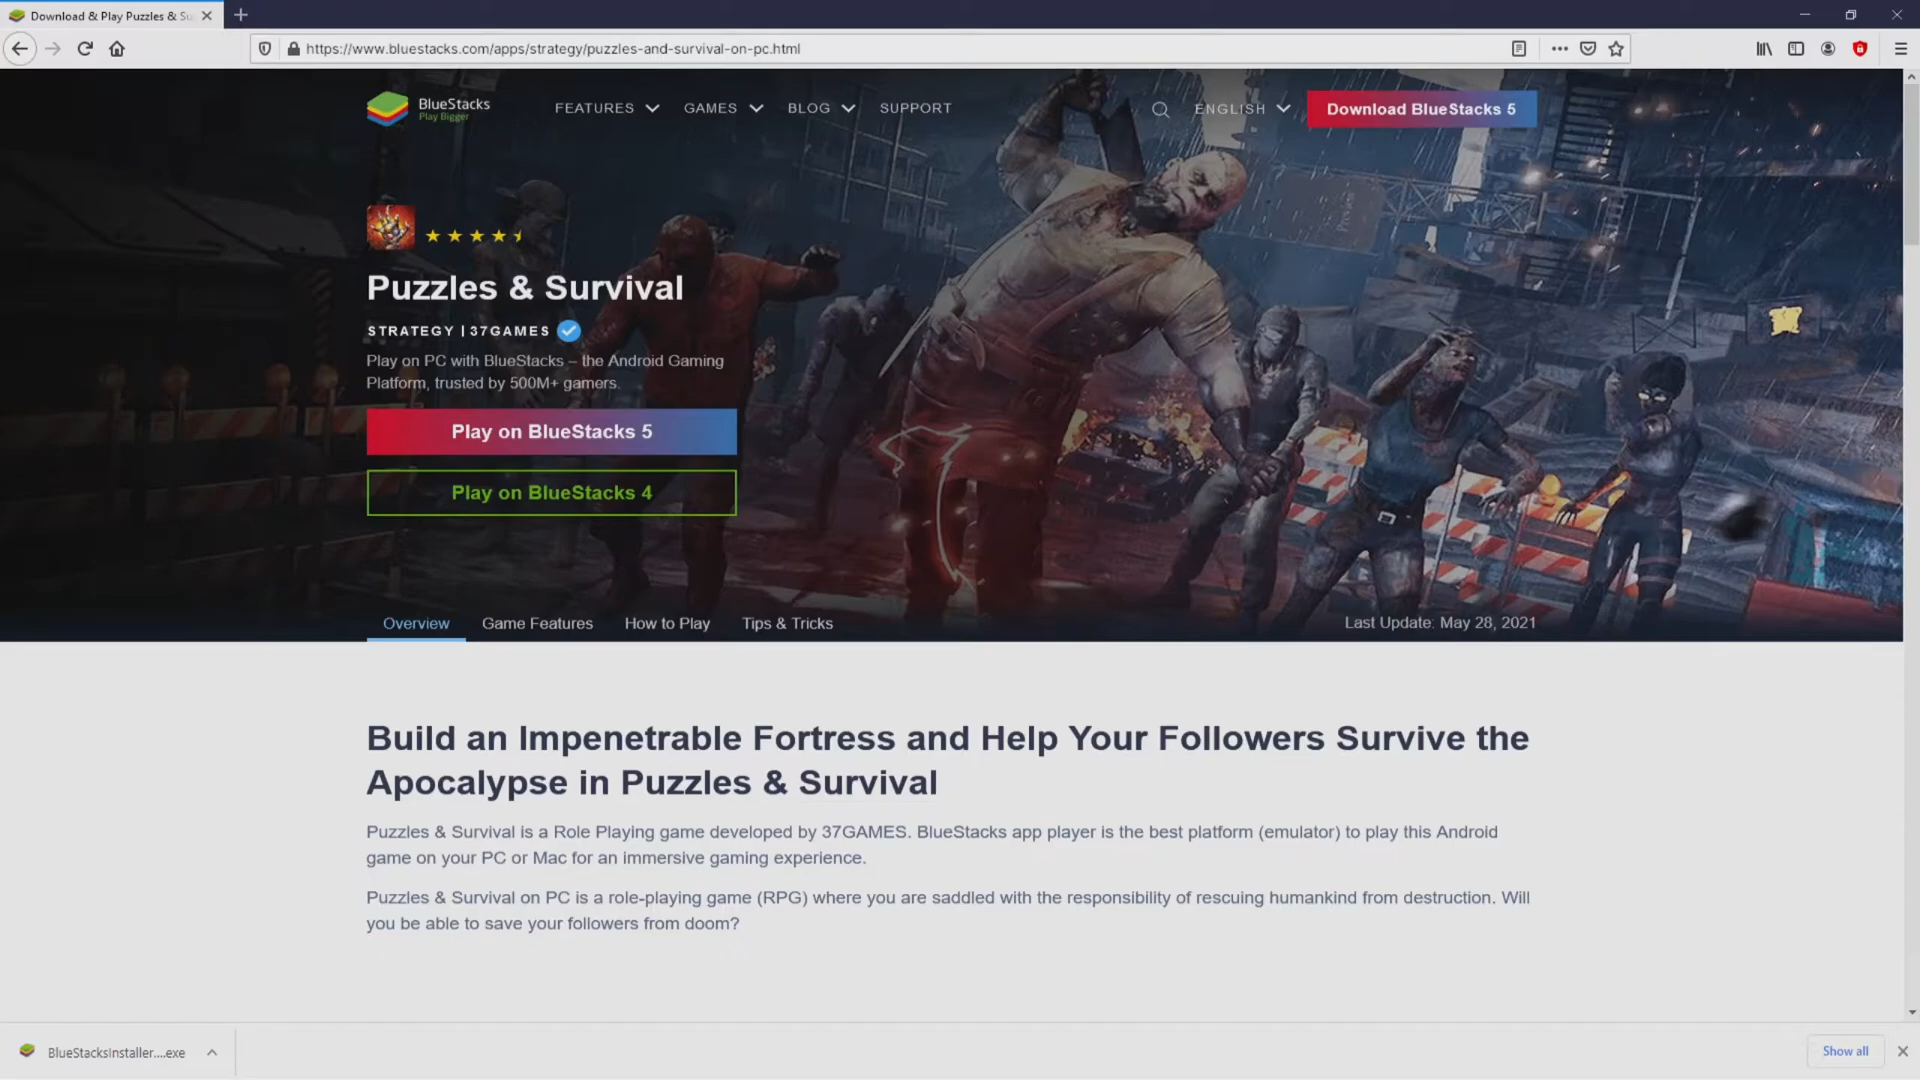 Download & Play Puzzles & Su
https://www.bluestacks.com/apps/strategy/puzzles-and-survival-on-pc.html
BlueStacks
Play Bigger
FEATURES
GAMES
BLOG
SUPPORT
ENGLISH
Download BlueStacks 5
Puzzles & Survival
STRATEGY | 37GAMES
Play on PC with BlueStacks – the Android Gaming
Platform, trusted by 500M+ gamers.
Play on BlueStacks 5
Play on BlueStacks 4
Overview
Game Features
How to Play
Tips & Tricks
Last Update: May 28, 2021
Build an Impenetrable Fortress and Help Your Followers Survive the
Apocalypse in Puzzles & Survival
Puzzles & Survival is a Role Playing game developed by 37GAMES. BlueStacks app player is the best platform (emulator) to play this Android
game on your PC or Mac for an immersive gaming experience.
Puzzles & Survival on PC is a role-playing game (RPG) where you are saddled with the responsibility of rescuing humankind from destruction. Will
you be able to save your followers from doom?
BlueStacksInstaller....exe
Show all